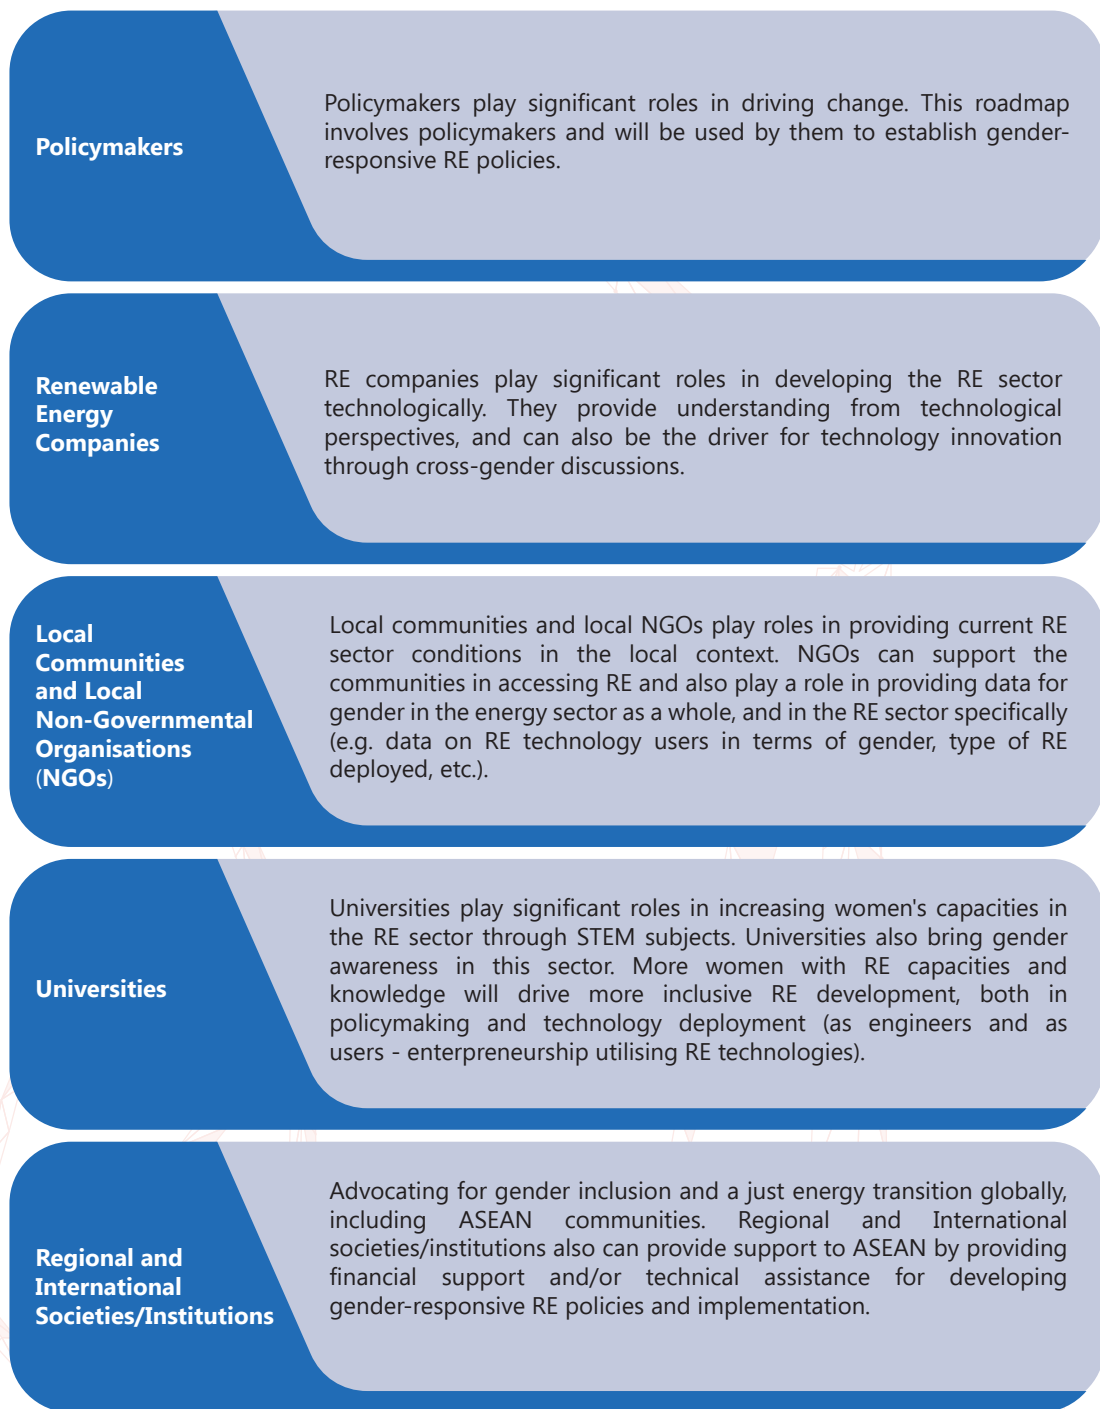 Policymakers
Policymakers play significant roles in driving change. This roadmap
involves policymakers and will be used by them to establish gender-
responsive RE policies.
Renewable
Energy
Companies
RE companies play significant roles in developing the RE sector
technologically. They provide understanding from technological
perspectives, and can also be the driver for technology innovation
through cross-gender discussions.
Local
Communities
and Local
Non-Governmental
Organisations
(NGOs)
Local communities and local NGOs play roles in providing current RE
sector conditions in the local context. NGOs can support the
communities in accessing RE and also play a role in providing data for
gender in the energy sector as a whole, and in the RE sector specifically
(e.g. data on RE technology users in terms of gender, type of RE
deployed, etc.).
Universities
Universities play significant roles in increasing women's capacities in
the RE sector through STEM subjects. Universities also bring gender
awareness in this sector. More women with RE capacities and
knowledge will drive more inclusive RE development, both in
policymaking and technology deployment (as engineers and as
users - enterpreneurship utilising RE technologies).
Regional and
International
Societies/Institutions
Advocating for gender inclusion and a just energy transition globally,
including ASEAN communities. Regional and International
societies/institutions also can provide support to ASEAN by providing
financial support and/or technical assistance for developing
gender-responsive RE policies and implementation.